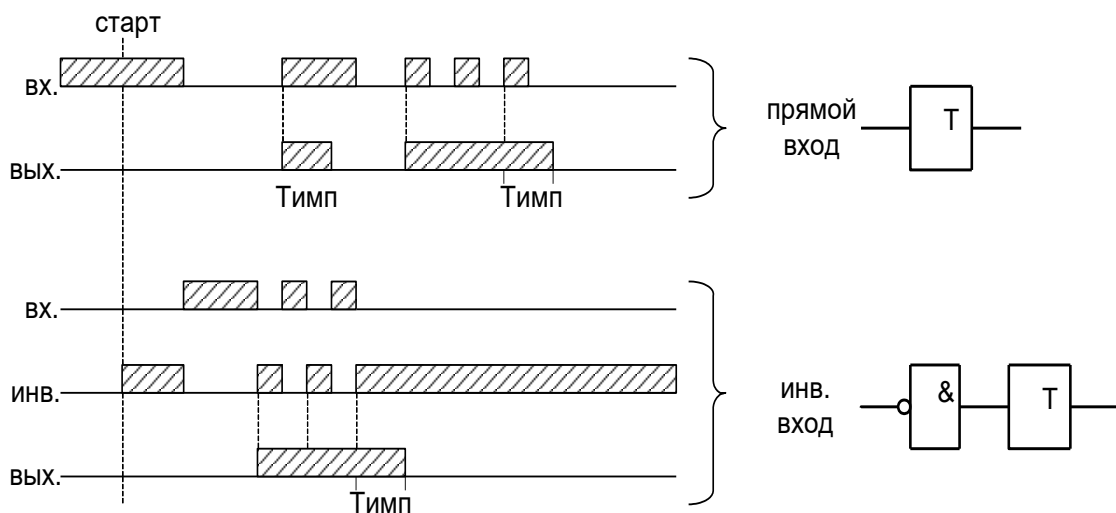 старт
вх.
вых.
Тимп
Тимп
прямой
вход
T
вх.
инв.
вых.
Тимп
инв.
вход
&
T